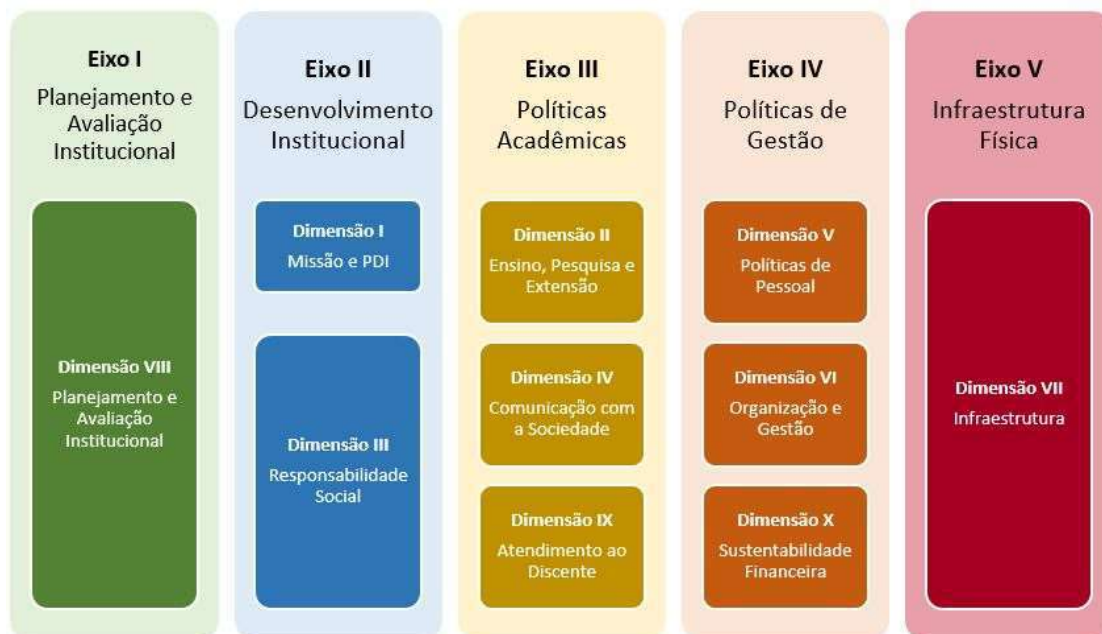 Eixo I
Planejamento e
Avaliação
Institucional
Dimensão VIII
Planejamento e
Avaliação
Institucional
Eixo II
Desenvolvimento
Institucional
Dimensão I
Missão e PDI
Dimensão III
Responsabilidade
Social
Eixo III
Políticas
Acadêmicas
Dimensão II
Ensino, Pesquisa e
Extensão
Dimensão IV
Comunicação com
a Sociedade
Dimensão IX
Atendimento ao
Discente
Eixo IV
Políticas de
Gestão
Dimensão V
Políticas de
Pessoal
Dimensão VI
Organização e
Gestão
Dimensão X
Sustentabilidade
Financeira
Eixo V
Infraestrutura
Física
Dimensão VII
Infraestrutura